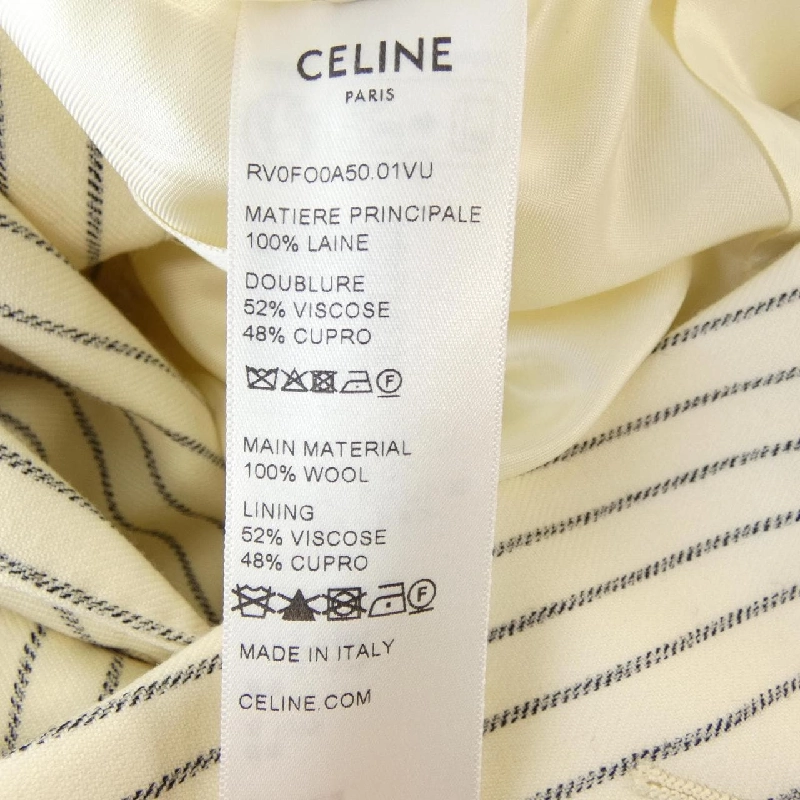 CELINE
PARIS
RV0FO0A50.01VU
MATIERE PRINCIPALE
100% LAINE
DOUBLURE
52% VISCOSE
48% CUPRO
F
MAIN MATERIAL
100% WOOL
LINING
52% VISCOSE
48% CUPRO
F
MADE IN ITALY
CELINE.COM